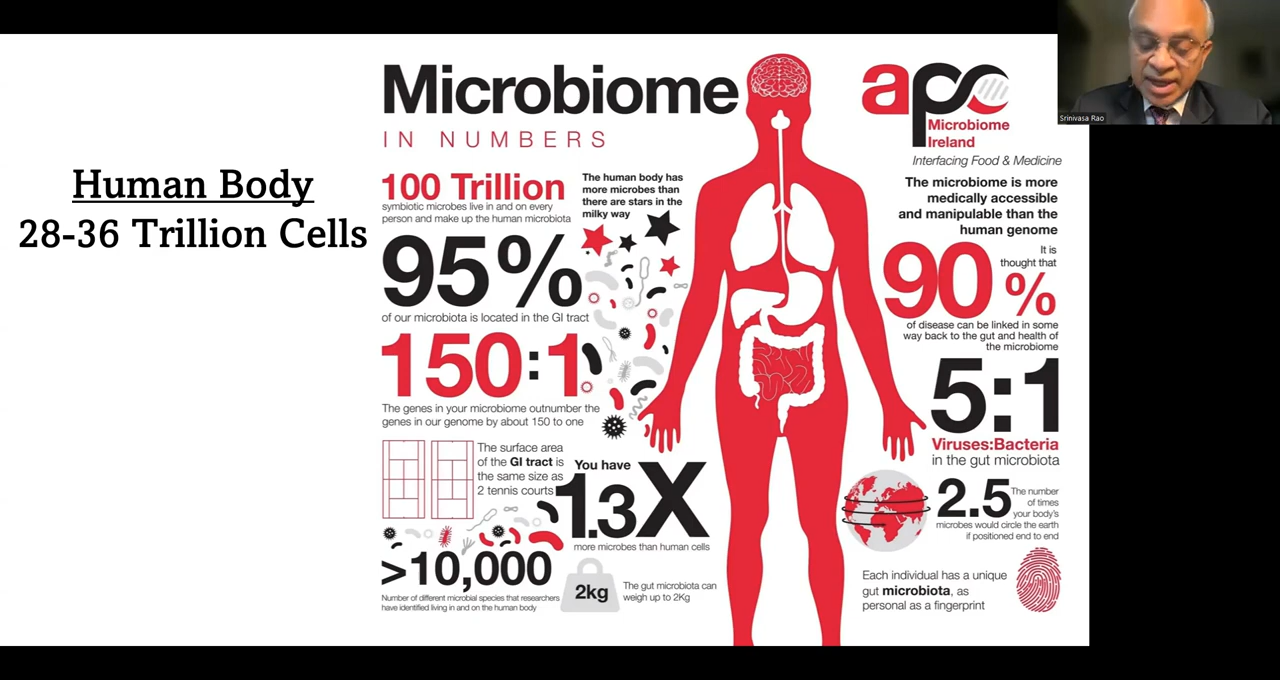 Human Body
28-36 Trillion Cells
Microbiome
IN NUMBERS
100 Trillion
symbiotic microbes live in and on every
person and make up the human microbiota
The human body has
more microbes than
there are stars in the
milky way
95%
of our microbiota is located in the GI tract
150:1
The genes in your microbiome outnumber the
genes in our genome by about 150 to one
The surface area
of the GI tract is
the same size as
2 tennis courts
You have
1.3X
more microbes than human cells
>10,000
Number of different microbial species that researchers
have identified living in and on the human body
2kg
The gut microbiota can
weigh up to 2Kg
apc
Microbiome
Ireland
Interfacing Food & Medicine
The microbiome is more
medically accessible
and manipulable than the
human genome
It is
thought that
90%
of disease can be linked in some
way back to the gut and health of
the microbiome
5:1
Viruses:Bacteria
in the gut microbiota
2.5
The number
of times
your body's
microbes would circle the earth
if positioned end to end
Each individual has a unique
gut microbiota, as
personal as a fingerprint
Srinivasa Rao